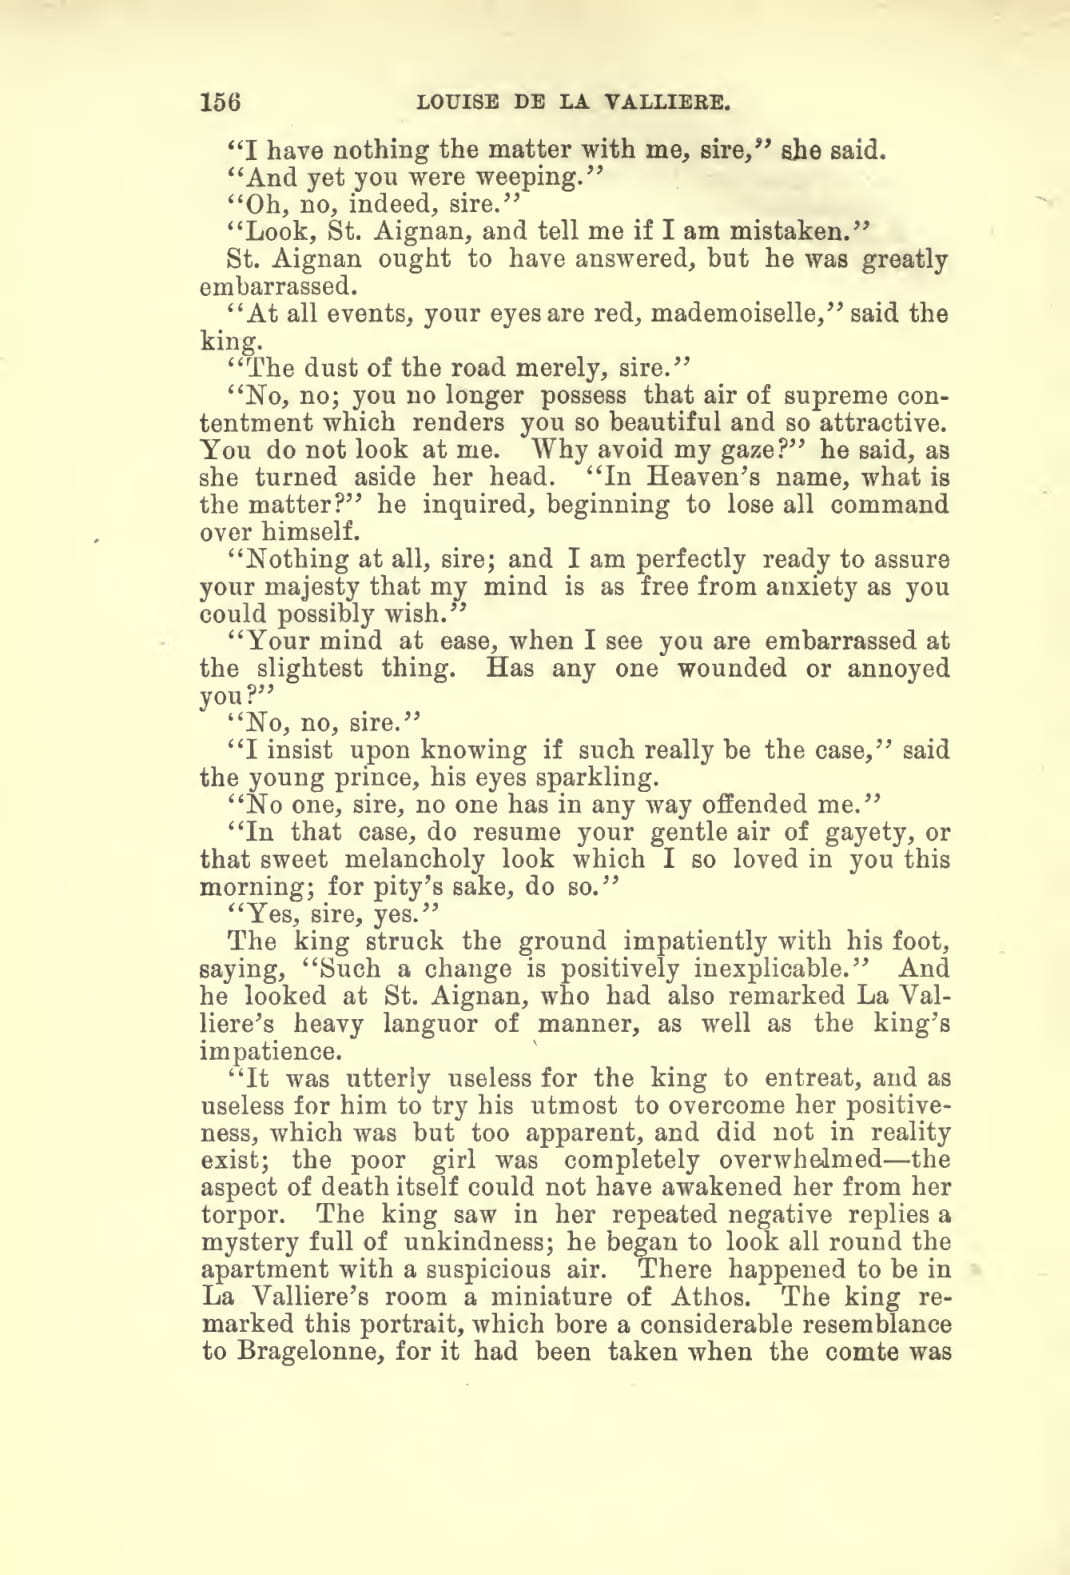 156 LOUISE DE LA VALLIERE.
“I have nothing the matter with me, sire,” she said.
“And yet you were weeping.”
“Oh, no, indeed, sire.”
“Look, St. Aignan, and tell me if I am mistaken.”
St. Aignan ought to have answered, but he was greatly
embarrassed.
“At all events, your eyes are red, mademoiselle,” said the
king.
“The dust of the road merely, sire.”
“No, no; you no longer possess that air of supreme con-
tentment which renders you so beautiful and so attractive.
You do not look at me. Why avoid my gaze?” he said, as
she turned aside her head. “In Heaven’s name, what is
the matter?” he inquired, beginning to lose all command
over himself.
“Nothing at all, sire; and I am perfectly ready to assure
your majesty that my mind is as free from anxiety as you
could possibly wish.”
“Your mind at ease, when I see you are embarrassed at
the slightest thing. Has any one wounded or annoyed
you?”
“No, no, sire.”
“I insist upon knowing if such really be the case,” said
the young prince, his eyes sparkling.
“No one, sire, no one has in any way offended me.”
“In that case, do resume your gentle air of gayety, or
that sweet melancholy look which I so loved in you this
morning; for pity’s sake, do so.”
“Yes, sire, yes.”
The king struck the ground impatiently with his foot,
saying, “Such a change is positively inexplicable.” And
he looked at St. Aignan, who had also remarked La Val-
liere’s heavy languor of manner, as well as the king’s
impatience.
“It was utterly useless for the king to entreat, and as
useless for him to try his utmost to overcome her positive-
ness, which was but too apparent, and did not in reality
exist; the poor girl was completely overwhelmed—the
aspect of death itself could not have awakened her from her
torpor. The king saw in her repeated negative replies a
mystery full of unkindness; he began to look all round the
apartment with a suspicious air. There happened to be in
La Valliere’s room a miniature of Athos. The king re-
marked this portrait, which bore a considerable resemblance
to Bragelonne, for it had been taken when the comte was